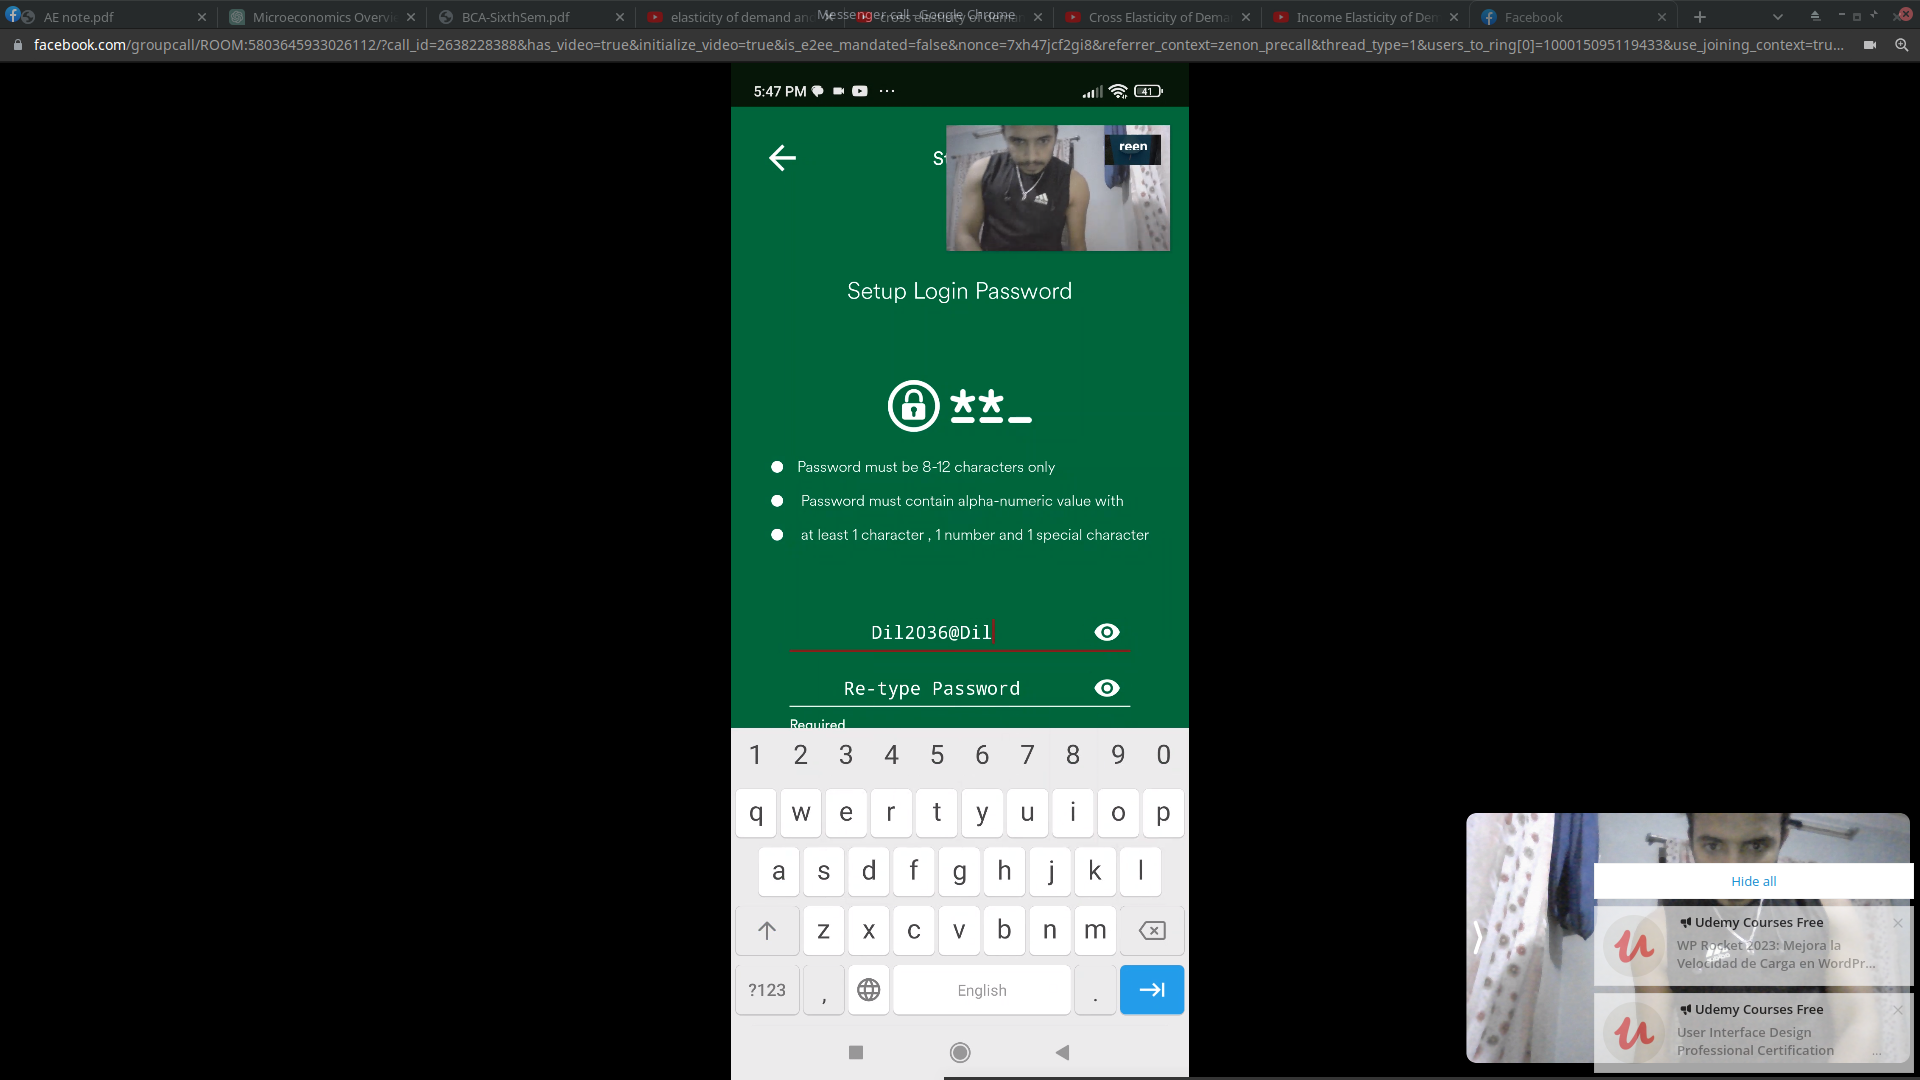 AE note.pdf
Microeconomics Overvi
BCA-SixthSem.pdf
elasticity of demand and
Messenger call - Google Chrome
Cross Elasticity of Dema
Income Elasticity of Dem
Facebook
facebook.com/groupcall/ROOM:5803645933026112/?call_id=2638228388&has_video=true&initialize_video=true&is_e2ee_mandated=false&nonce=7xh47jcf2gi8&referrer_context=zenon_precall&thread_type=1&users_to_ring[0]=100015095119433&use_joining_context=tru...
5:47 PM ...
41
St
reen
Setup Login Password
**_
Password must be 8-12 characters only
Password must contain alpha-numeric value with
at least 1 character , 1 number and 1 special character
Dil2036@Dil
Re-type Password
Required
1 2 3 4 5 6 7 8 9 0
q w e r t y u i o p
a s d f g h j k l
z x c v b n m
?123 , English .
Hide all
Udemy Courses Free
WP Rocket 2023: Mejora la
Velocidad de Carga en WordPr...
Udemy Courses Free
User Interface Design
Professional Certification ...